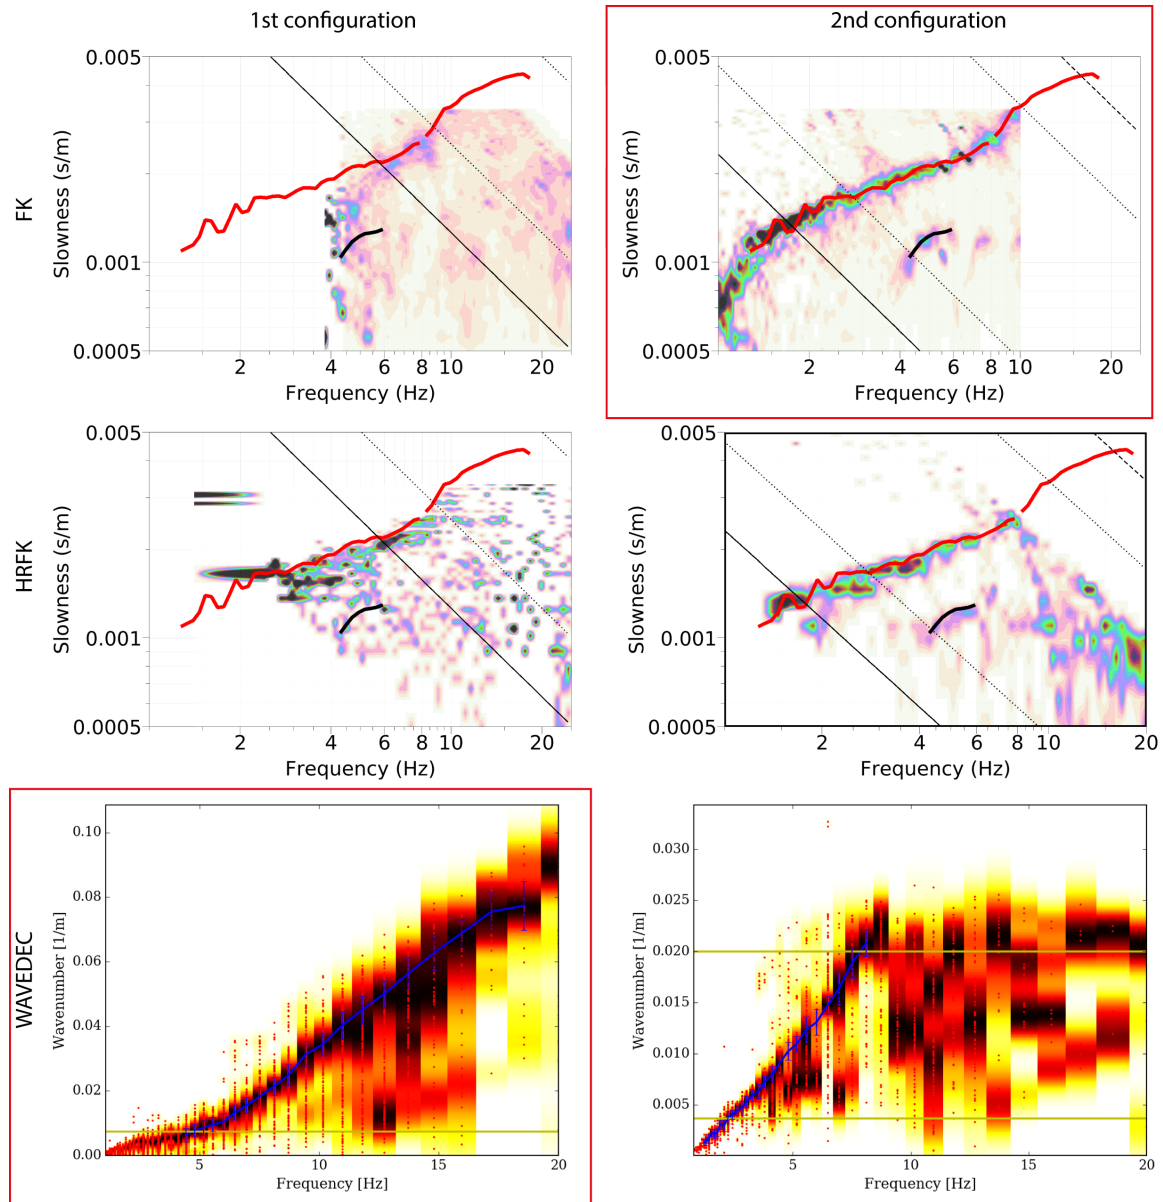 1st configuration
2nd configuration
FK
Slowness (s/m)
0.005
0.001
0.0005
2 4 6 8 10 20
Frequency (Hz)
Slowness (s/m)
0.005
0.001
0.0005
2 4 6 8 10 20
Frequency (Hz)
HRFK
Slowness (s/m)
0.005
0.001
0.0005
2 4 6 8 10 20
Frequency (Hz)
Slowness (s/m)
0.005
0.001
0.0005
2 4 6 8 10 20
Frequency (Hz)
WAVEDEC
Wavenumber [1/m]
0.10
0.08
0.06
0.04
0.02
0.00
5 10 15 20
Frequency [Hz]
Wavenumber [1/m]
0.030
0.025
0.020
0.015
0.010
0.005
0.000
5 10 15 20
Frequency [Hz]